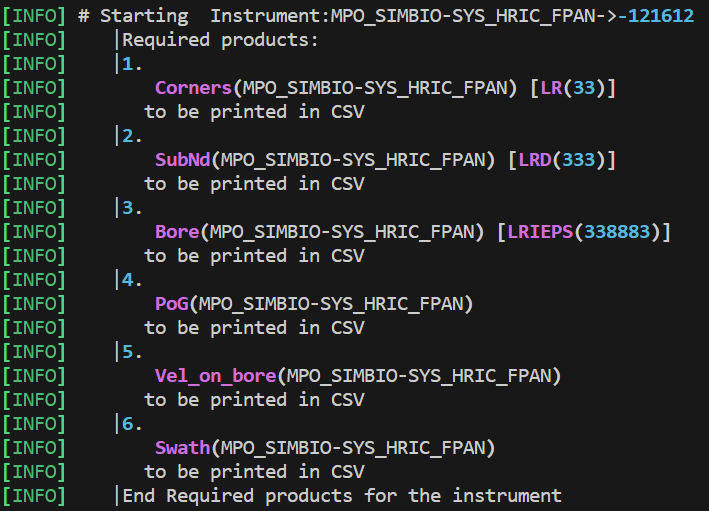 [INFO] # Starting  Instrument:MPO_SIMBIO-SYS_HRIC_FPAN->-121612
[INFO]    |Required products:
[INFO]    |1.
[INFO]        Corners(MPO_SIMBIO-SYS_HRIC_FPAN) [LR(33)]
[INFO]       to be printed in CSV
[INFO]    |2.
[INFO]        SubNd(MPO_SIMBIO-SYS_HRIC_FPAN) [LRD(333)]
[INFO]       to be printed in CSV
[INFO]    |3.
[INFO]        Bore(MPO_SIMBIO-SYS_HRIC_FPAN) [LRIEPS(338883)]
[INFO]       to be printed in CSV
[INFO]    |4.
[INFO]        PoG(MPO_SIMBIO-SYS_HRIC_FPAN)
[INFO]       to be printed in CSV
[INFO]    |5.
[INFO]        Vel_on_bore(MPO_SIMBIO-SYS_HRIC_FPAN)
[INFO]       to be printed in CSV
[INFO]    |6.
[INFO]        Swath(MPO_SIMBIO-SYS_HRIC_FPAN)
[INFO]       to be printed in CSV
[INFO]    |End Required products for the instrument